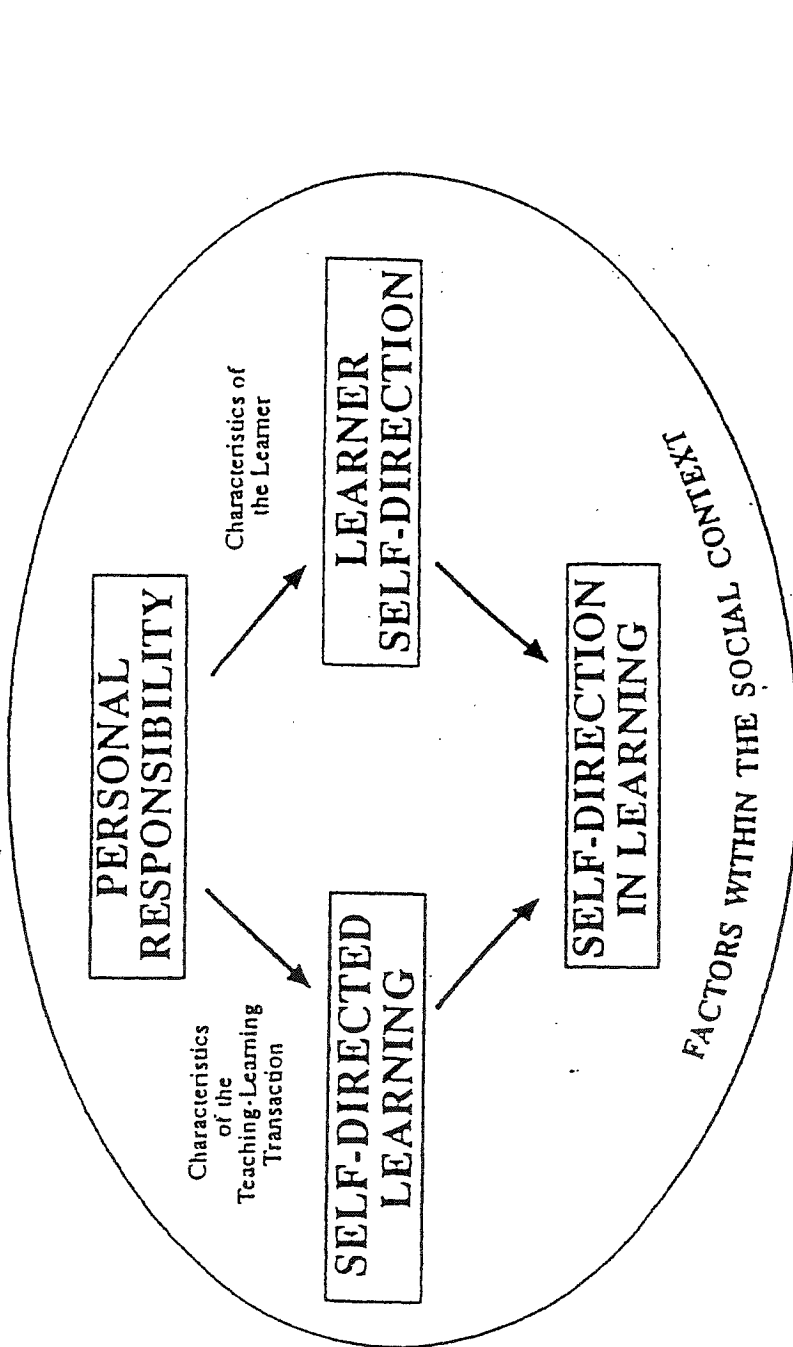 PERSONAL
RESPONSIBILITY
Characteristics
of the
Teaching-Learning
Transaction
Characteristics of
the Learner
SELF-DIRECTED
LEARNING
LEARNER
SELF-DIRECTION
SELF-DIRECTION
IN LEARNING
FACTORS WITHIN THE SOCIAL CONTEXT